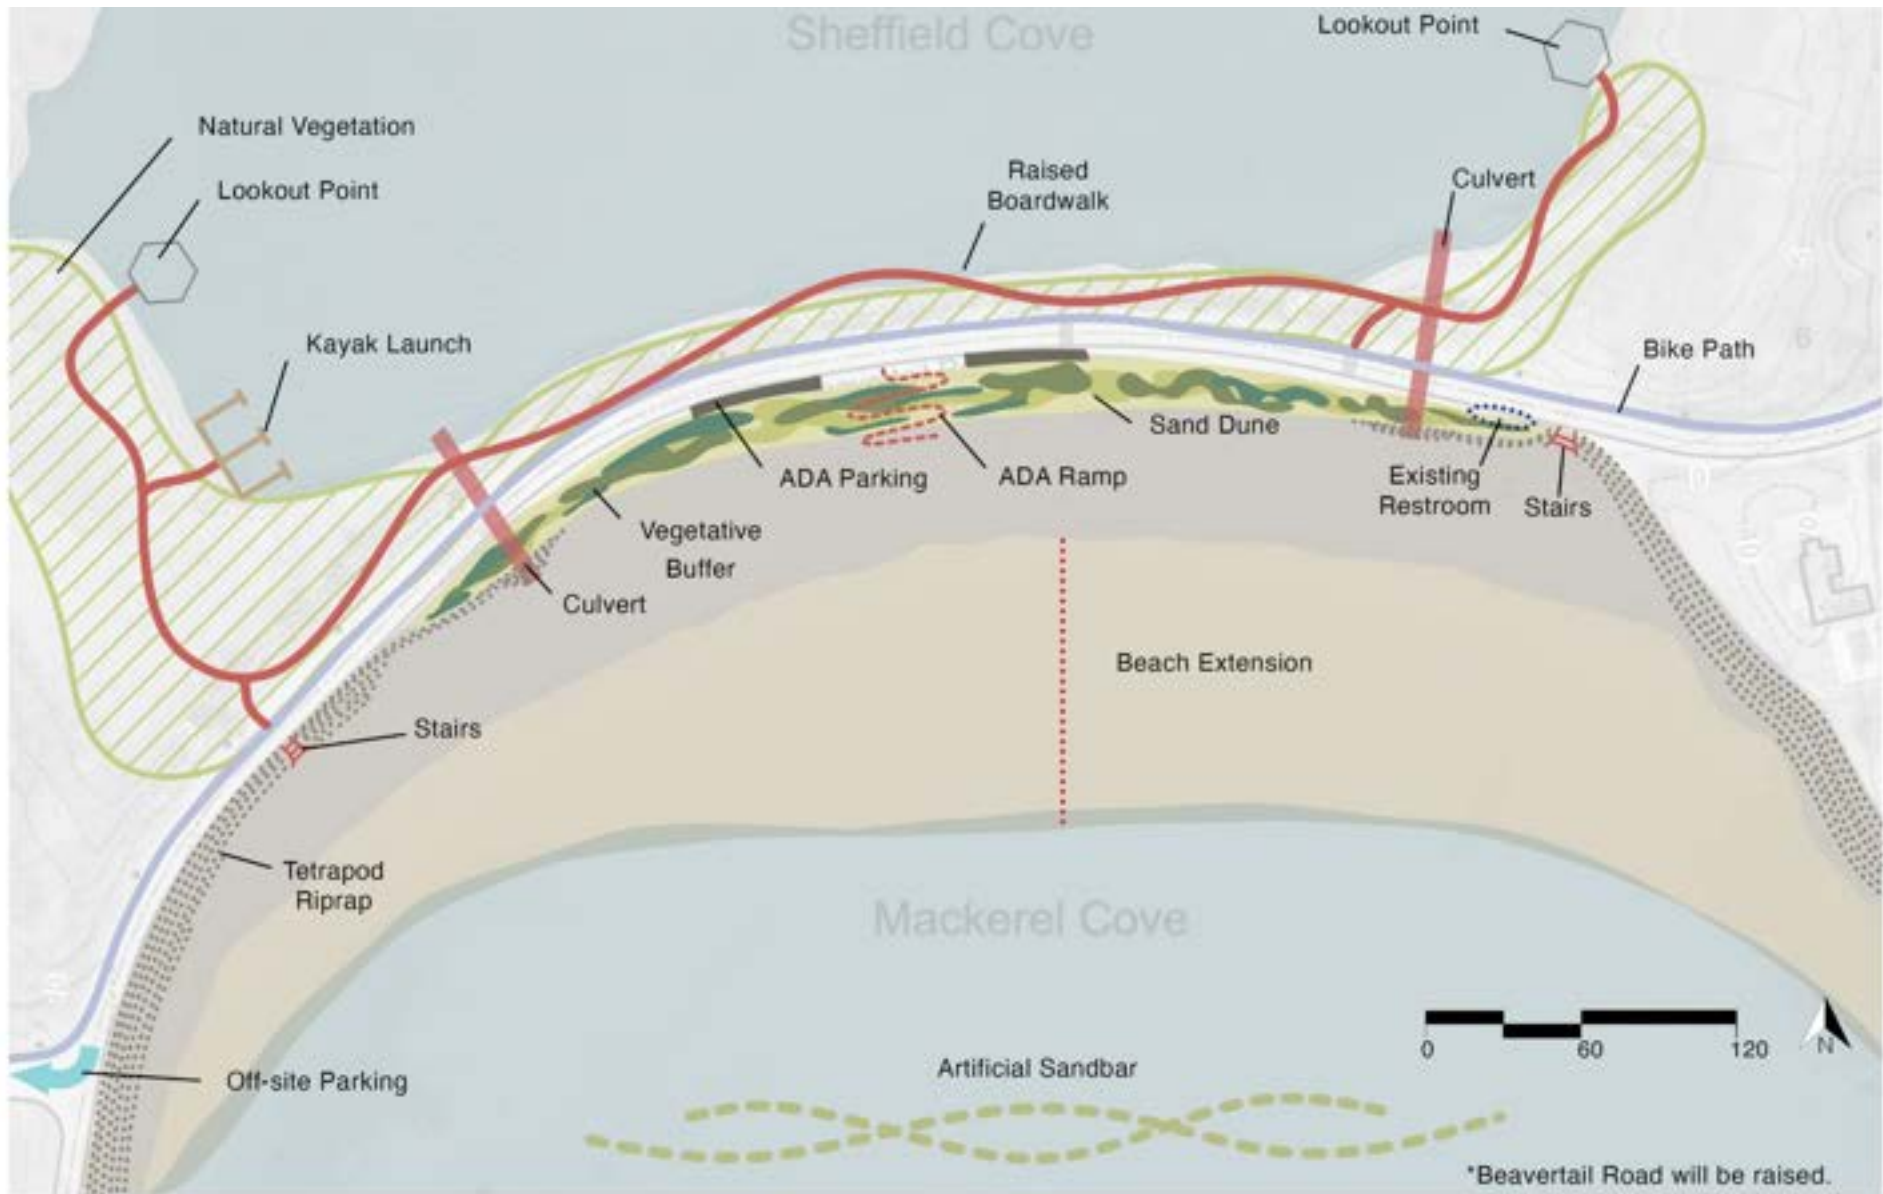 Sheffield Cove
Lookout Point
Natural Vegetation
Lookout Point
Raised
Boardwalk
Culvert
Kayak Launch
Bike Path
Sand Dune
ADA Parking
ADA Ramp
Existing
Restroom
Stairs
Vegetative
Buffer
Culvert
Beach Extension
Stairs
Tetrapod
Riprap
Mackerel Cove
Off-site Parking
Artificial Sandbar
0
60
120
N
*Beavertail Road will be raised.